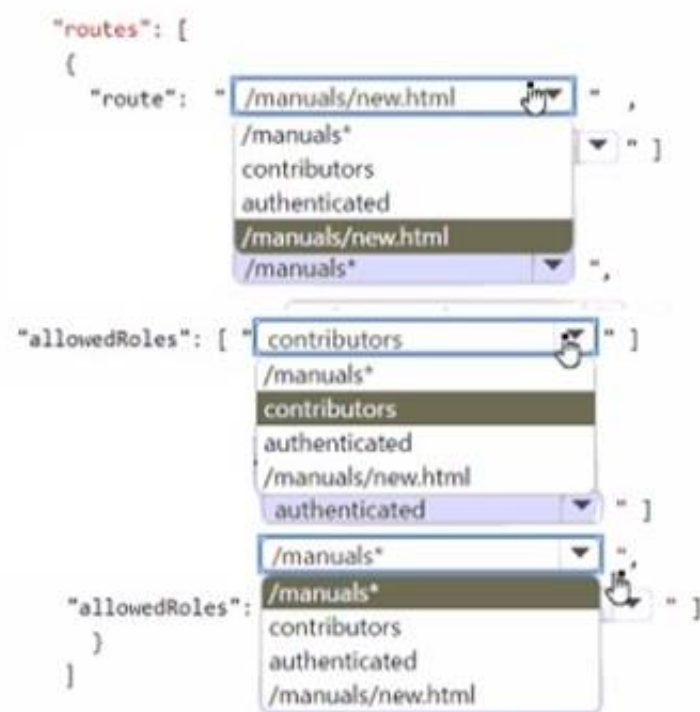 "routes": [
{
"route": " /manuals/new.html " ,
/manuals*
" ]
contributors
authenticated
/manuals/new.html
/manuals* ",
"allowedRoles": [ " contributors " ]
/manuals*
contributors
authenticated
/manuals/new.html
authenticated " ]
/manuals* ",
/manuals*
"allowedRoles": " ]
contributors
}
authenticated
]
/manuals/new.html